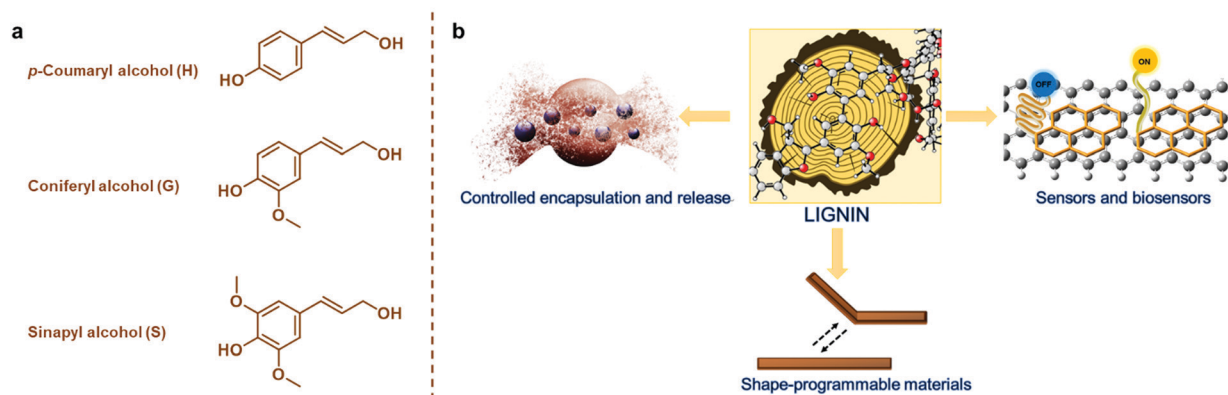 a
p-Coumaryl alcohol (H)
OH
HO
Coniferyl alcohol (G)
OH
HO
O
Sinapyl alcohol (S)
O
OH
HO
O
b
Controlled encapsulation and release
LIGNIN
OFF
ON
Sensors and biosensors
Shape-programmable materials